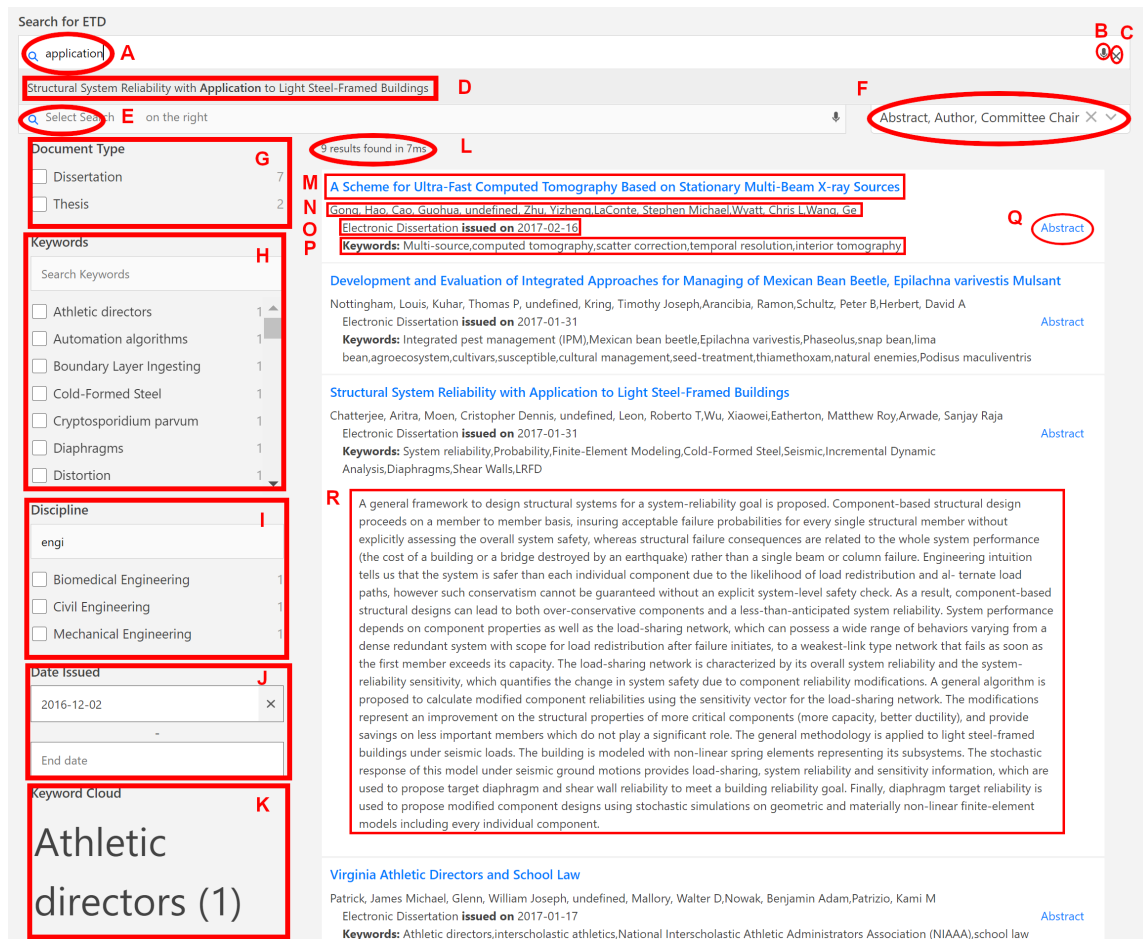 Search for ETD
B C
application A
Structural System Reliability with Application to Light Steel-Framed Buildings D
F
Select Search E on the right
Abstract, Author, Committee Chair
Document Type
G
Dissertation 7
Thesis 2
Keywords
H
Search Keywords
Athletic directors 1
Automation algorithms 1
Boundary Layer Ingesting 1
Cold-Formed Steel 1
Cryptosporidium parvum 1
Diaphragms 1
Distortion 1
Discipline
I
engi
Biomedical Engineering 1
Civil Engineering 1
Mechanical Engineering 1
Date Issued
J
2016-12-02
-
End date
Keyword Cloud
K
Athletic
directors (1)
9 results found in 7ms L
M A Scheme for Ultra-Fast Computed Tomography Based on Stationary Multi-Beam X-ray Sources
N Gong, Hao, Cao, Guohua, undefined, Zhu, Yizheng,LaConte, Stephen Michael,Wyatt, Chris L,Wang, Ge
Q
O Electronic Dissertation issued on 2017-02-16 Abstract
P Keywords: Multi-source,computed tomography,scatter correction,temporal resolution,interior tomography
Development and Evaluation of Integrated Approaches for Managing of Mexican Bean Beetle, Epilachna varivestis Mulsant
Nottingham, Louis, Kuhar, Thomas P, undefined, Kring, Timothy Joseph,Arancibia, Ramon,Schultz, Peter B,Herbert, David A
Electronic Dissertation issued on 2017-01-31 Abstract
Keywords: Integrated pest management (IPM),Mexican bean beetle,Epilachna varivestis,Phaseolus,snap bean,lima
bean,agroecosystem,cultivars,susceptible,cultural management,seed-treatment,thiamethoxam,natural enemies,Podisus maculiventris
Structural System Reliability with Application to Light Steel-Framed Buildings
Chatterjee, Aritra, Moen, Cristopher Dennis, undefined, Leon, Roberto T,Wu, Xiaowei,Eatherton, Matthew Roy,Arwade, Sanjay Raja
Electronic Dissertation issued on 2017-01-31 Abstract
Keywords: System reliability,Probability,Finite-Element Modeling,Cold-Formed Steel,Seismic,Incremental Dynamic
Analysis,Diaphragms,Shear Walls,LRFD
R
A general framework to design structural systems for a system-reliability goal is proposed. Component-based structural design
proceeds on a member to member basis, insuring acceptable failure probabilities for every single structural member without
explicitly assessing the overall system safety, whereas structural failure consequences are related to the whole system performance
(the cost of a building or a bridge destroyed by an earthquake) rather than a single beam or column failure. Engineering intuition
tells us that the system is safer than each individual component due to the likelihood of load redistribution and al- ternate load
paths, however such conservatism cannot be guaranteed without an explicit system-level safety check. As a result, component-based
structural designs can lead to both over-conservative components and a less-than-anticipated system reliability. System performance
depends on component properties as well as the load-sharing network, which can possess a wide range of behaviors varying from a
dense redundant system with scope for load redistribution after failure initiates, to a weakest-link type network that fails as soon as
the first member exceeds its capacity. The load-sharing network is characterized by its overall system reliability and the system-
reliability sensitivity, which quantifies the change in system safety due to component reliability modifications. A general algorithm is
proposed to calculate modified component reliabilities using the sensitivity vector for the load-sharing network. The modifications
represent an improvement on the structural properties of more critical components (more capacity, better ductility), and provide
savings on less important members which do not play a significant role. The general methodology is applied to light steel-framed
buildings under seismic loads. The building is modeled with non-linear spring elements representing its subsystems. The stochastic
response of this model under seismic ground motions provides load-sharing, system reliability and sensitivity information, which are
used to propose target diaphragm and shear wall reliability to meet a building reliability goal. Finally, diaphragm target reliability is
used to propose modified component designs using stochastic simulations on geometric and materially non-linear finite-element
models including every individual component.
Virginia Athletic Directors and School Law
Patrick, James Michael, Glenn, William Joseph, undefined, Mallory, Walter D,Nowak, Benjamin Adam,Patrizio, Kami M
Electronic Dissertation issued on 2017-01-17 Abstract
Keywords: Athletic directors,interscholastic athletics,National Interscholastic Athletic Administrators Association (NIAAA),school law